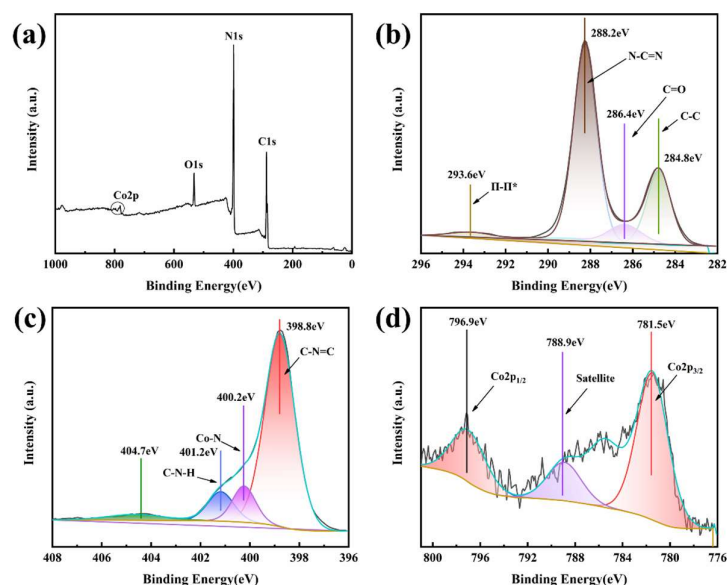 (a)
N1s
C1s
O1s
Co2p
Intensity (a.u.)
1000 800 600 400 200 0
Binding Energy(eV)
(b)
288.2eV
N-C=N
286.4eV
C=O
C-C
284.8eV
293.6eV
Π-Π*
Intensity (a.u.)
296 294 292 290 288 286 284 282
Binding Energy(eV)
(c)
398.8eV
C-N=C
400.2eV
Co-N
401.2eV
C-N-H
404.7eV
Intensity (a.u.)
408 406 404 402 400 398 396
Binding Energy(eV)
(d)
796.9eV
788.9eV
781.5eV
Co2p1/2
Satellite
Co2p3/2
Intensity (a.u.)
800 796 792 788 784 780 776
Binding Energy(eV)